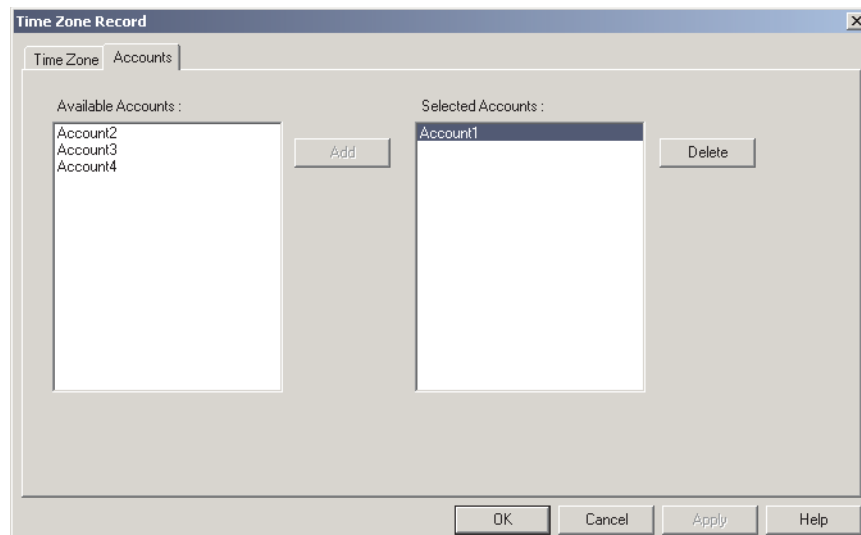 Time Zone Record
Time Zone
Accounts
Available Accounts :
Account2
Account3
Account4
Add
Selected Accounts :
Account1
Delete
OK
Cancel
Apply
Help